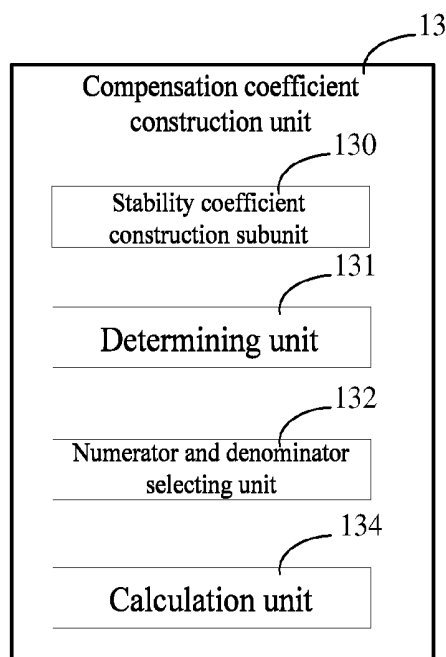 13
Compensation coefficient
construction unit
130
Stability coefficient
construction subunit
131
Determining unit
132
Numerator and denominator
selecting unit
134
Calculation unit